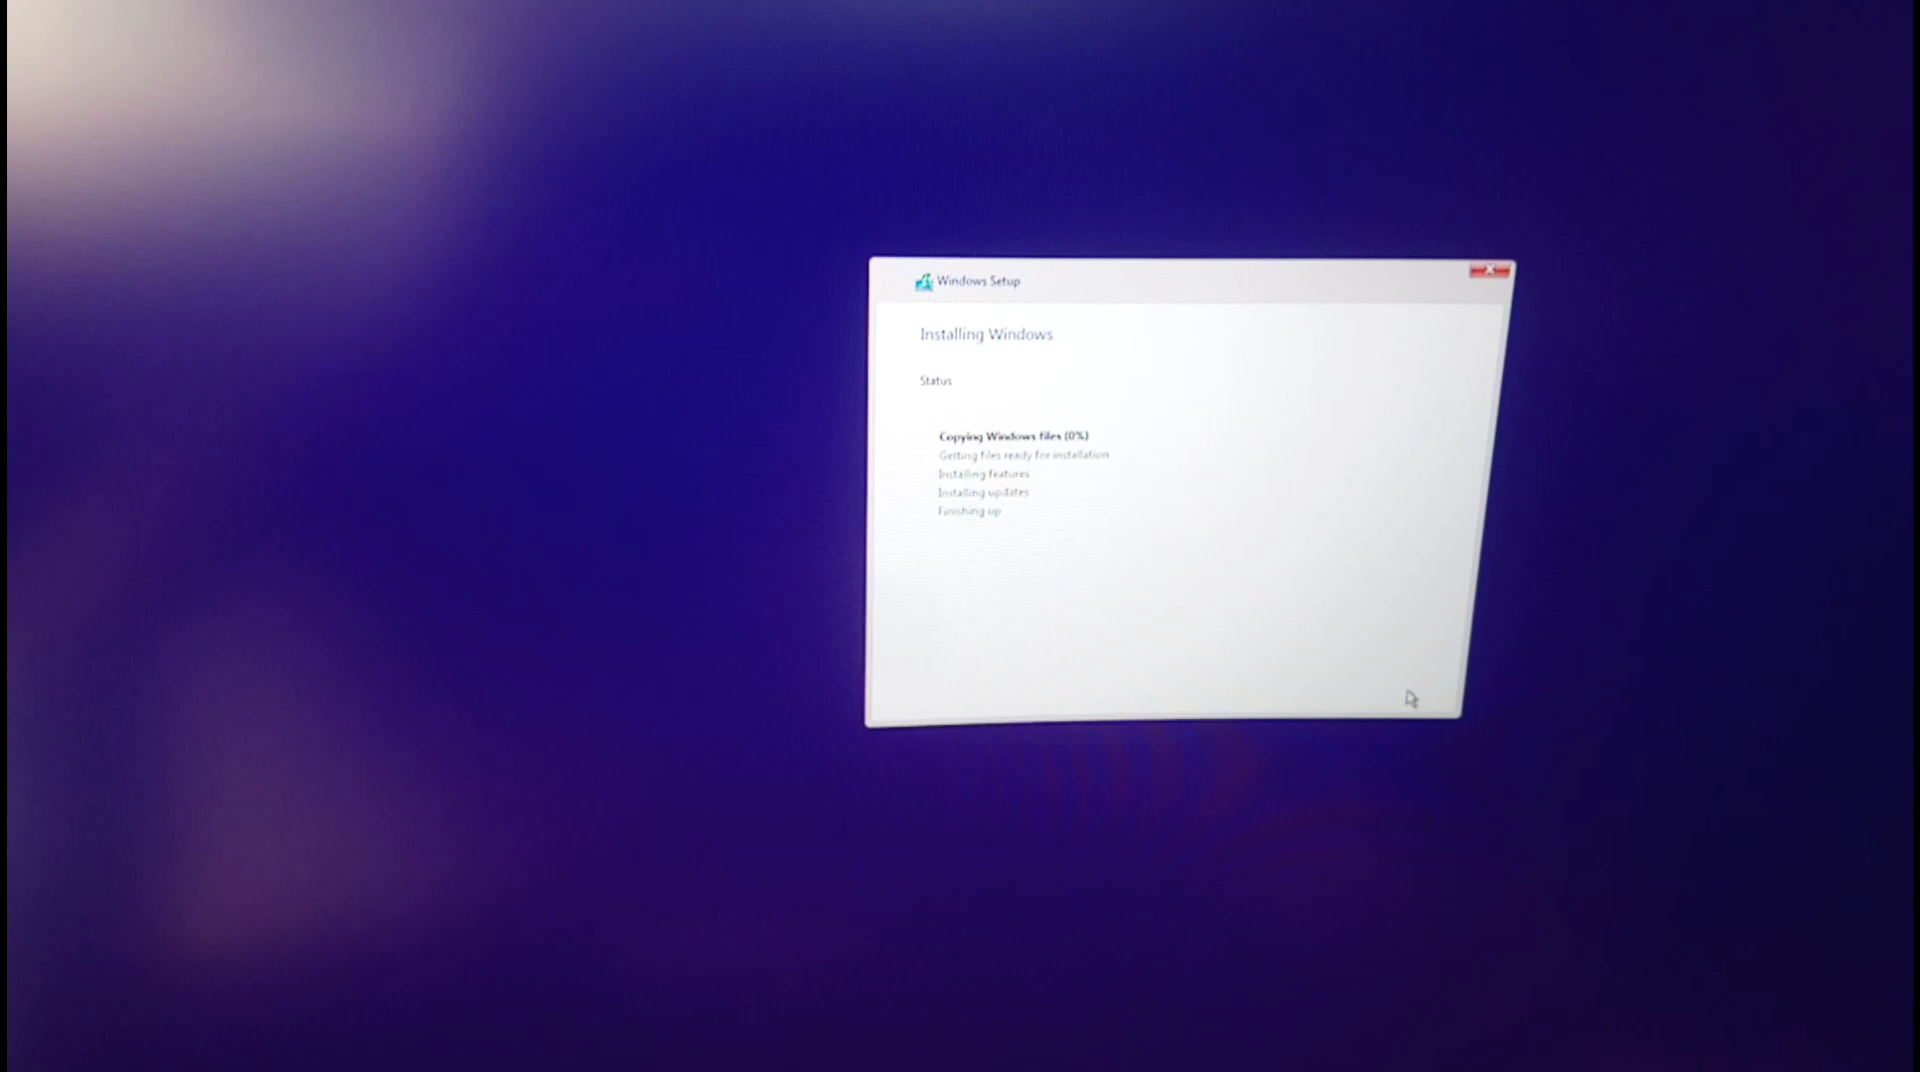 Windows Setup
Installing Windows
Status
Copying Windows files (0%)
Getting files ready for installation
Installing features
Installing updates
Finishing up